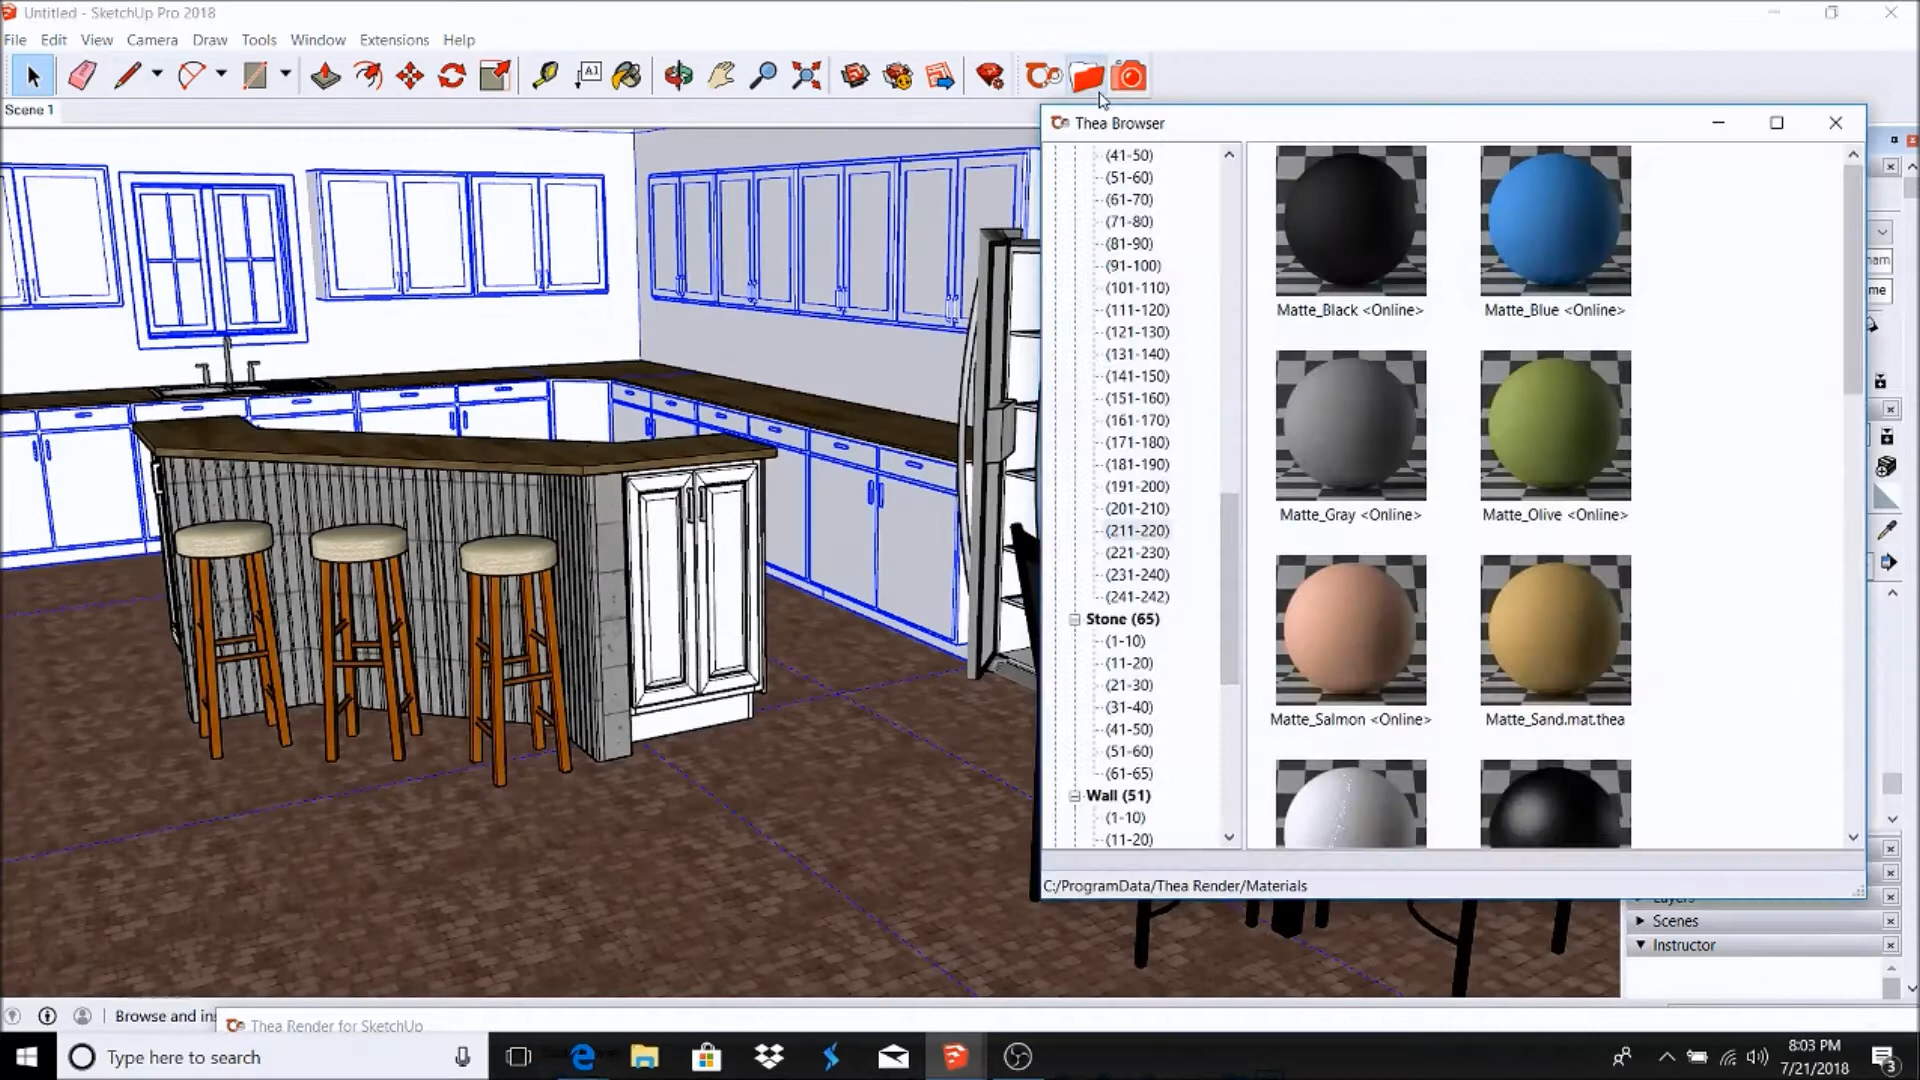 Untitled - SketchUp Pro 2018
File Edit View Camera Draw Tools Window Extensions Help
A1
Scene 1
Thea Browser
(41-50)
(51-60)
(61-70)
(71-80)
(81-90)
(91-100)
(101-110)
(111-120)
(121-130)
(131-140)
(141-150)
(151-160)
(161-170)
(171-180)
(181-190)
(191-200)
(201-210)
(211-220)
(221-230)
(231-240)
(241-242)
Stone (65)
(1-10)
(11-20)
(21-30)
(31-40)
(41-50)
(51-60)
(61-65)
Wall (51)
(1-10)
(11-20)
Matte_Black <Online> Matte_Blue <Online>
Matte_Gray <Online> Matte_Olive <Online>
Matte_Salmon <Online> Matte_Sand.mat.thea
C:/ProgramData/Thea Render/Materials
Layers
Scenes
Instructor
Browse and ins
Thea Render for SketchUp
Type here to search
8:03 PM
7/21/2018
3